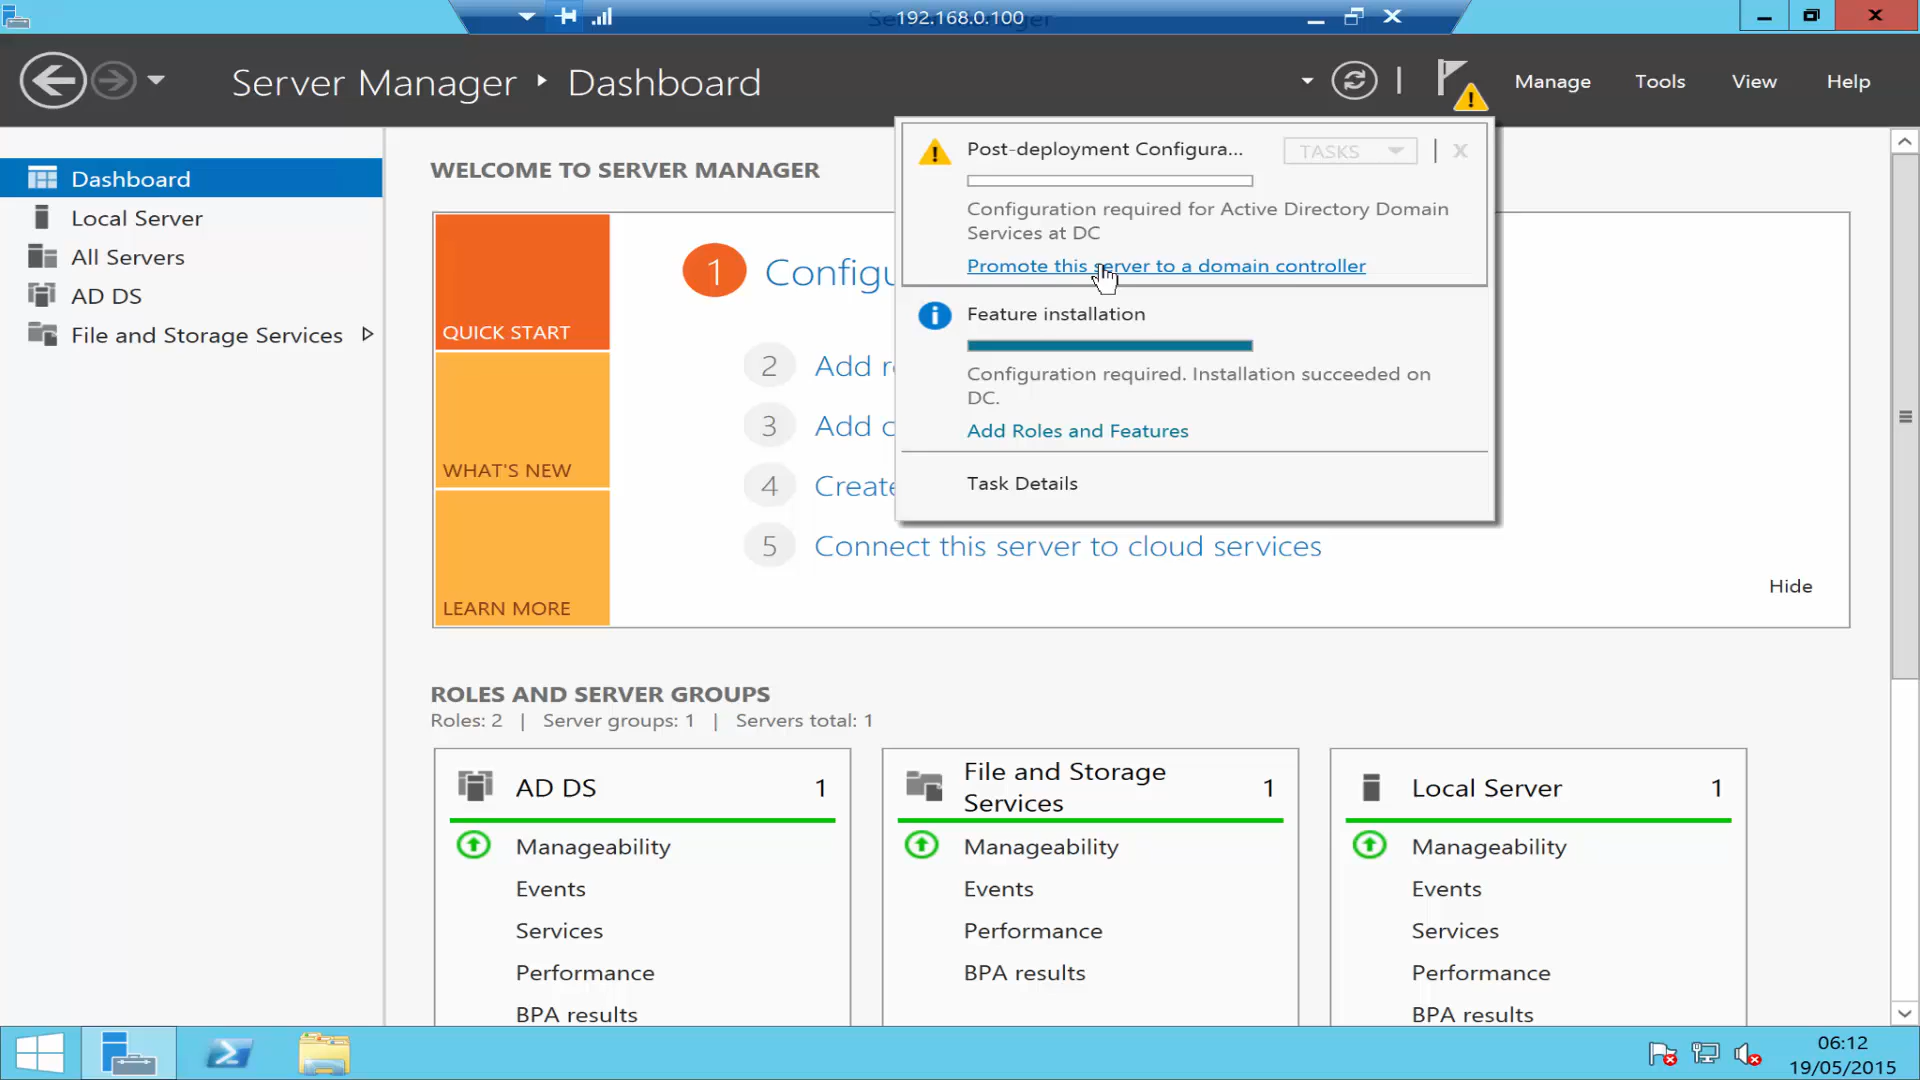 192.168.0.100
Server Manager ‣ Dashboard
Manage
Tools
View
Help
Dashboard
Local Server
All Servers
AD DS
File and Storage Services
WELCOME TO SERVER MANAGER
QUICK START
WHAT'S NEW
LEARN MORE
1
2
3
4
5 Connect this server to cloud services
Hide
Post-deployment Configura...
TASKS
Configuration required for Active Directory Domain
Services at DC
Promote this server to a domain controller
Feature installation
Configuration required. Installation succeeded on
DC.
Add Roles and Features
Task Details
ROLES AND SERVER GROUPS
Roles: 2 | Server groups: 1 | Servers total: 1
AD DS 1
Manageability
Events
Services
Performance
BPA results
File and Storage
Services 1
Manageability
Events
Performance
BPA results
Local Server 1
Manageability
Events
Services
Performance
BPA results
06:12
19/05/2015